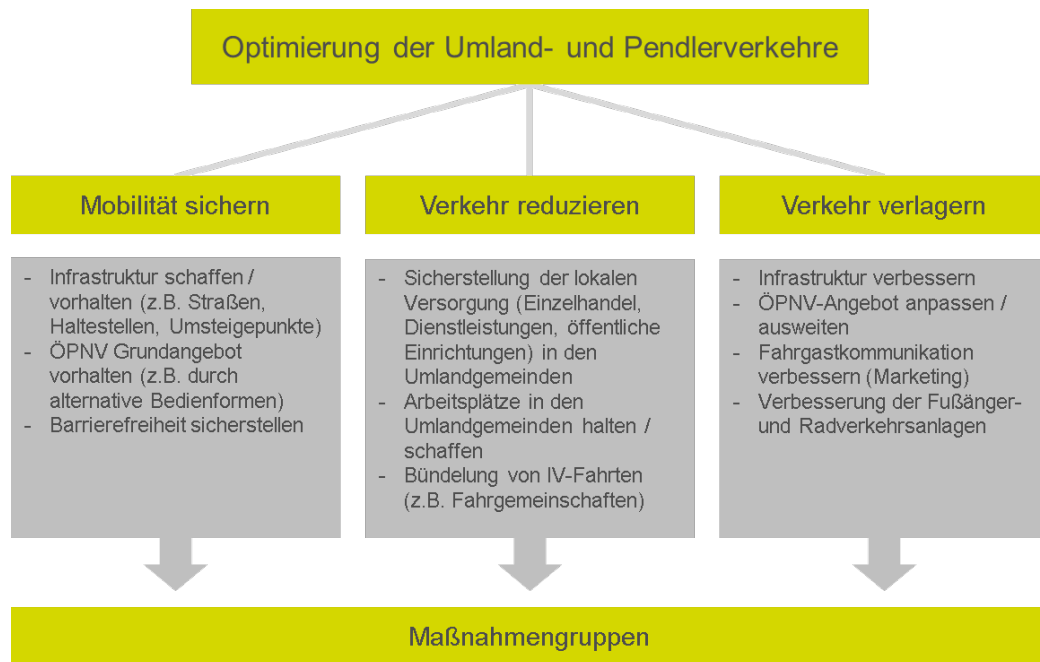 Optimierung der Umland- und Pendlerverkehre
Mobilität sichern
- Infrastruktur schaffen /
vorhalten (z.B. Straßen,
Haltestellen, Umsteigepunkte)
- ÖPNV Grundangebot
vorhalten (z.B. durch
alternative Bedienformen)
- Barrierefreiheit sicherstellen
Verkehr reduzieren
- Sicherstellung der lokalen
Versorgung (Einzelhandel,
Dienstleistungen, öffentliche
Einrichtungen) in den
Umlandgemeinden
- Arbeitsplätze in den
Umlandgemeinden halten /
schaffen
- Bündelung von IV-Fahrten
(z.B. Fahrgemeinschaften)
Verkehr verlagern
- Infrastruktur verbessern
- ÖPNV-Angebot anpassen /
ausweiten
- Fahrgastkommunikation
verbessern (Marketing)
- Verbesserung der Fußänger-
und Radverkehrsanlagen
Maßnahmengruppen